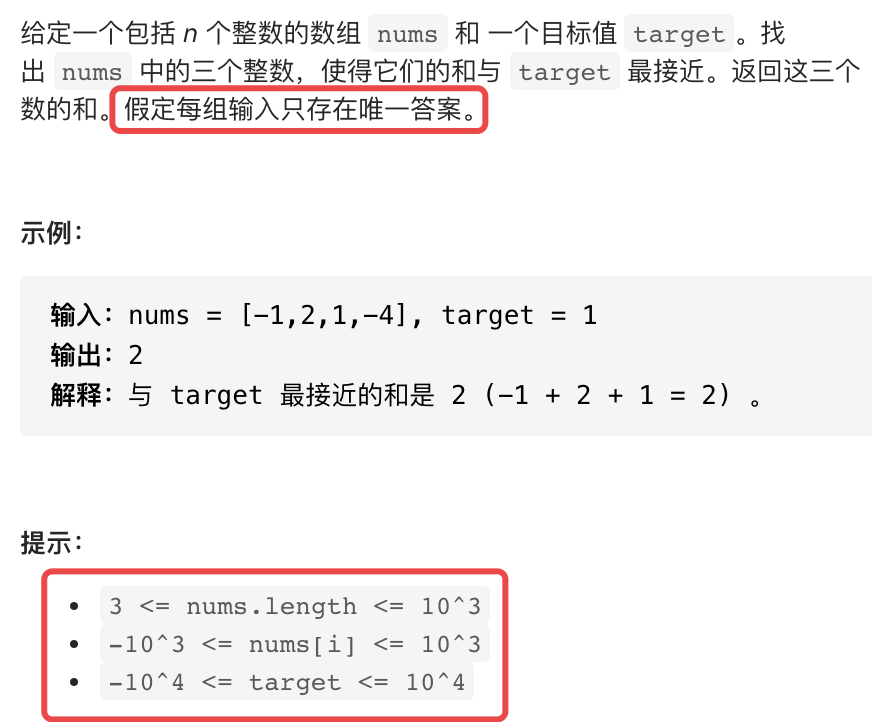 给定一个包括 n 个整数的数组 nums 和 一个目标值 target 。找
出 nums 中的三个整数，使得它们的和与 target 最接近。返回这三个
数的和。假定每组输入只存在唯一答案。
示例：
输入：nums = [-1,2,1,-4], target = 1
输出：2
解释：与 target 最接近的和是 2 (-1 + 2 + 1 = 2) 。
提示：
• 3 <= nums.length <= 10^3
• -10^3 <= nums[i] <= 10^3
• -10^4 <= target <= 10^4